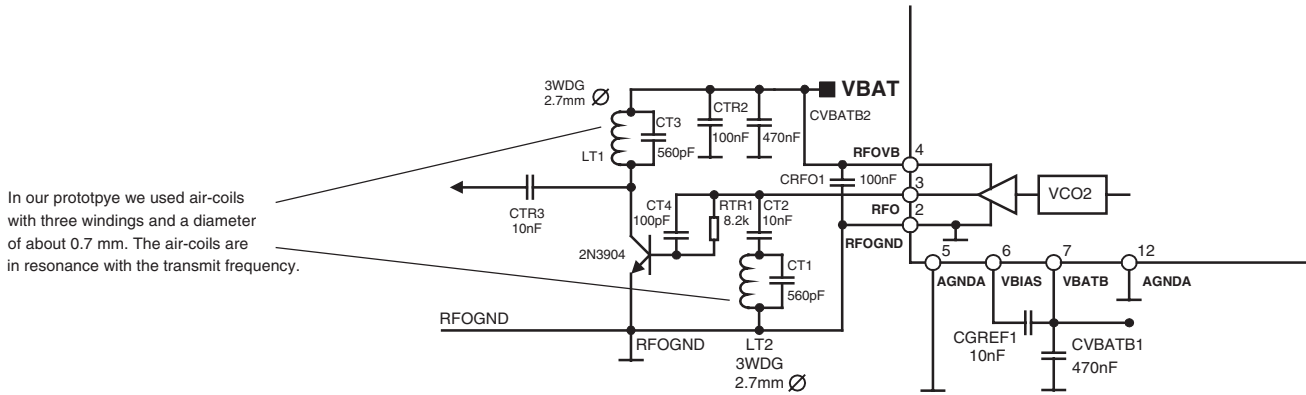 3WDG
2.7mm Ø
VBAT
CT3
560pF
LT1
CTR2
100nF
470nF
CVBATB2
RFOVB
4
CRFO1
100nF
3
RFO
2
RFOGND
VCO2
In our prototpye we used air-coils
with three windings and a diameter
of about 0.7 mm. The air-coils are
in resonance with the transmit frequency.
CTR3
10nF
CT4
100pF
RTR1
8.2k
CT2
10nF
2N3904
CT1
560pF
5
6
7
12
AGNDA
VBIAS
VBATB
AGNDA
RFOGND
RFOGND
LT2
3WDG
2.7mm Ø
CGREF1
10nF
CVBATB1
470nF